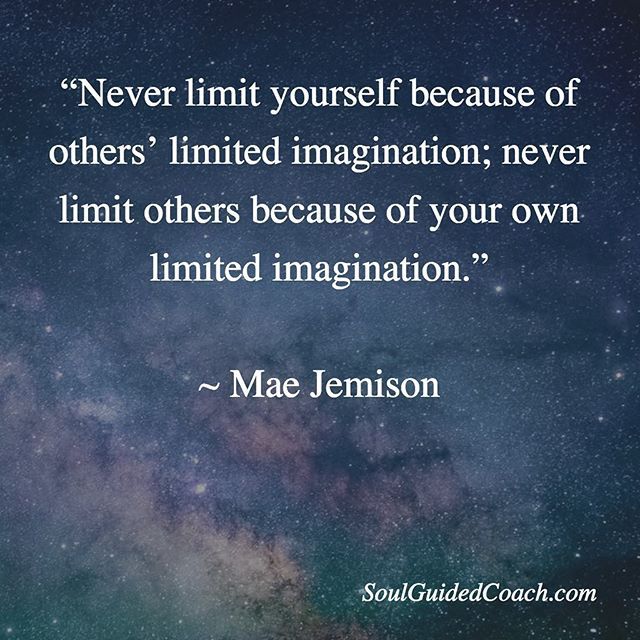 “Never limit yourself because of
others’ limited imagination; never
limit others because of your own
limited imagination.”
~ Mae Jemison
SoulGuidedCoach.com